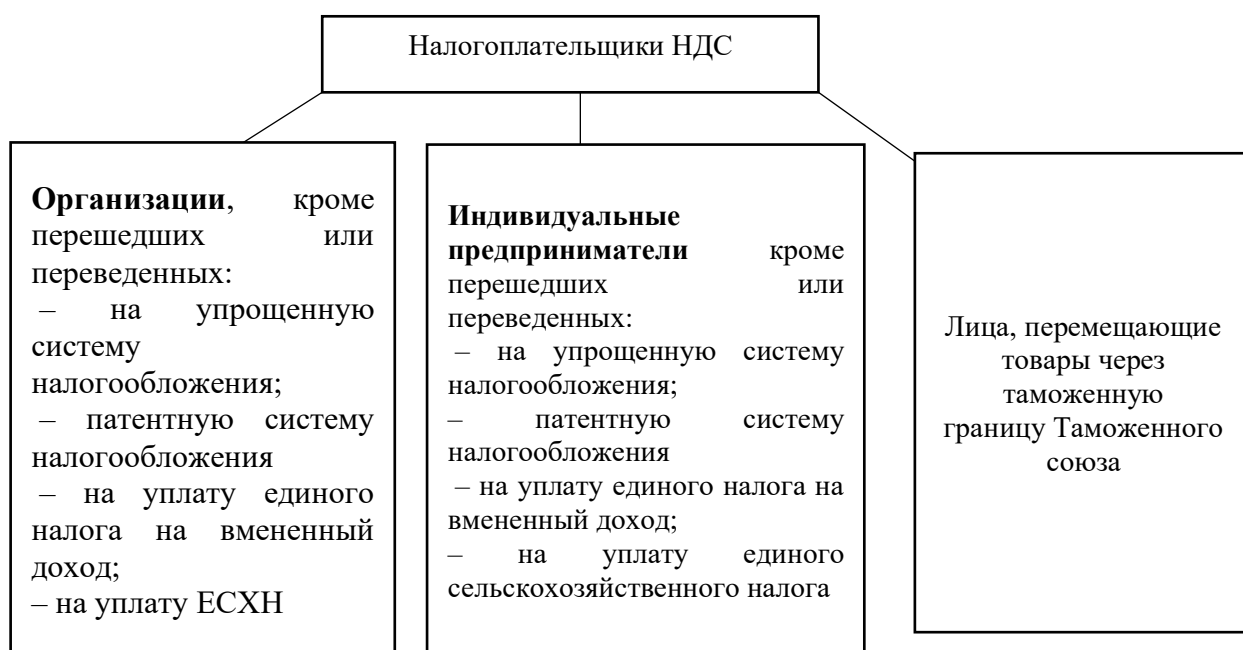 Налогоплательщики НДС
Организации, кроме
перешедших или
переведенных:
– на упрощенную
систему
налогообложения;
– патентную систему
налогообложения
– на уплату единого
налога на вмененный
доход;
– на уплату ЕСХН
Индивидуальные
предприниматели кроме
перешедших или
переведенных:
– на упрощенную систему
налогообложения;
– патентную систему
налогообложения
– на уплату единого налога на
вмененный доход;
– на уплату единого
сельскохозяйственного налога
Лица, перемещающие
товары через
таможенную
границу Таможенного
союза